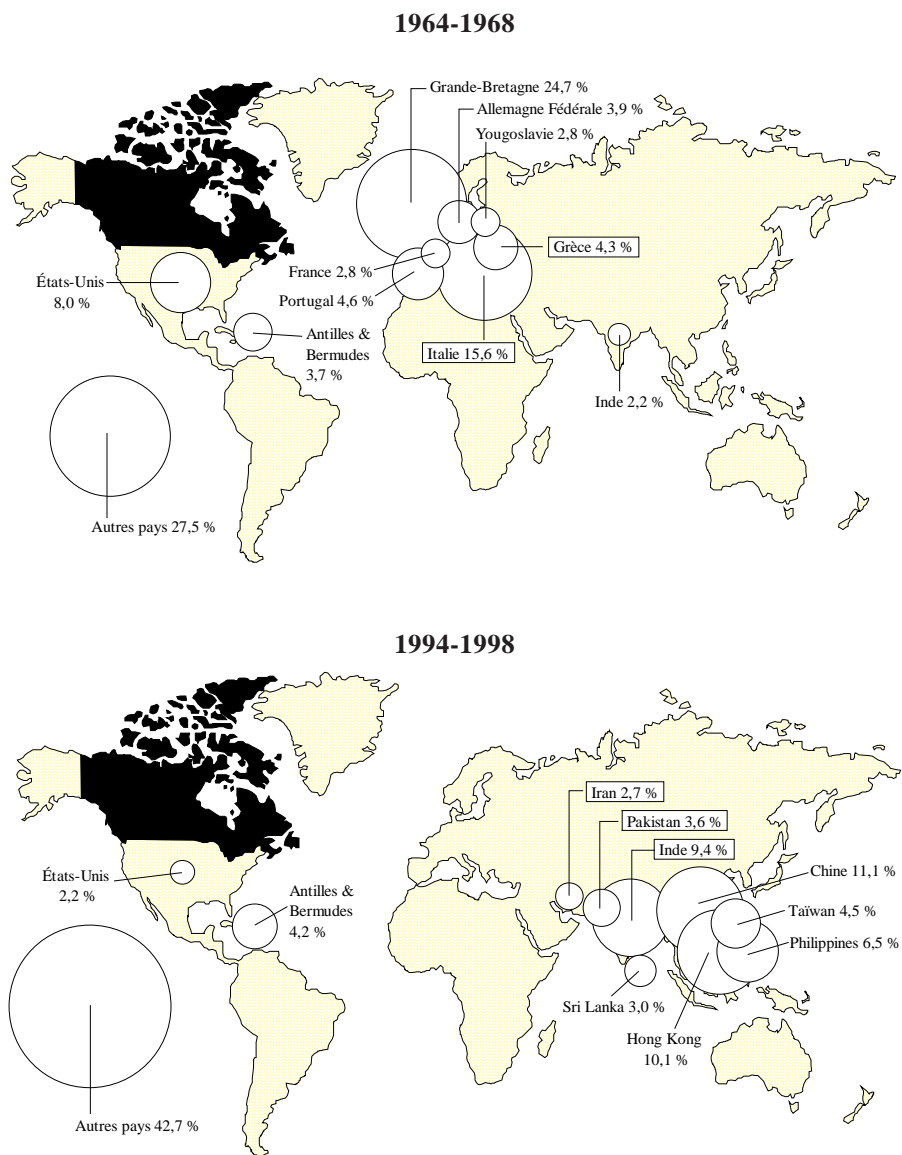 1964-1968
Grande-Bretagne 24,7 %
Allemagne Fédérale 3,9 %
Yougoslavie 2,8 %
Grèce 4,3 %
France 2,8 %
Portugal 4,6 %
États-Unis
8,0 %
Antilles &
Bermudes
3,7 %
Italie 15,6 %
Inde 2,2 %
Autres pays 27,5 %
1994-1998
Iran 2,7 %
Pakistan 3,6 %
Inde 9,4 %
Chine 11,1 %
États-Unis
2,2 %
Antilles &
Bermudes
4,2 %
Taïwan 4,5 %
Philippines 6,5 %
Sri Lanka 3,0 %
Hong Kong
10,1 %
Autres pays 42,7 %